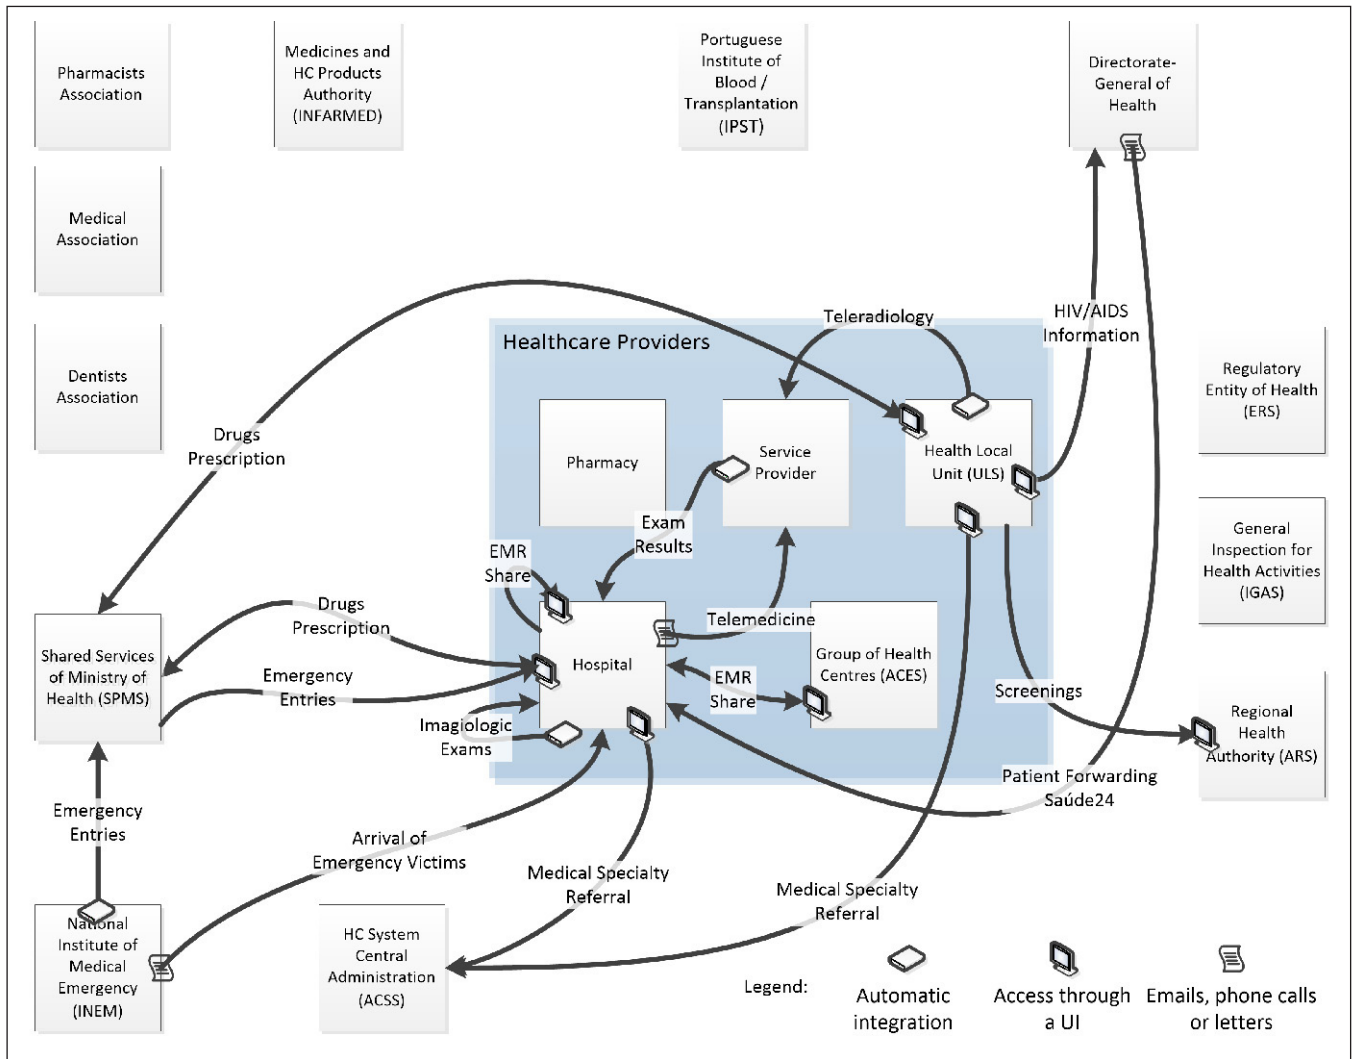 Pharmacists
Association
Medicines and
HC Products
Authority
(INFARMED)
Portuguese
Institute of
Blood /
Transplantation
(IPST)
Directorate-
General of
Health
Medical
Association
Dentists
Association
Teleradiology
HIV/AIDS
Information
Healthcare Providers
Regulatory
Entity of Health
(ERS)
Drugs
Prescription
Pharmacy
Service
Provider
Health Local
Unit (ULS)
Exam
Results
General
Inspection for
Health Activities
(IGAS)
EMR
Share
Drugs
Prescription
Telemedicine
Shared Services
of Ministry of
Health (SPMS)
Hospital
Group of Health
Centres (ACES)
Emergency
Entries
EMR
Share
Screenings
Imagiologic
Exams
Regional
Health
Authority (ARS)
Patient Forwarding
Saúde24
Emergency
Entries
Arrival of
Emergency Victims
Medical Specialty
Referral
Medical Specialty
Referral
National
Institute of
Medical
Emergency
(INEM)
HC System
Central
Administration
(ACSS)
Legend:
Automatic
integration
Access through
a UI
Emails, phone calls
or letters